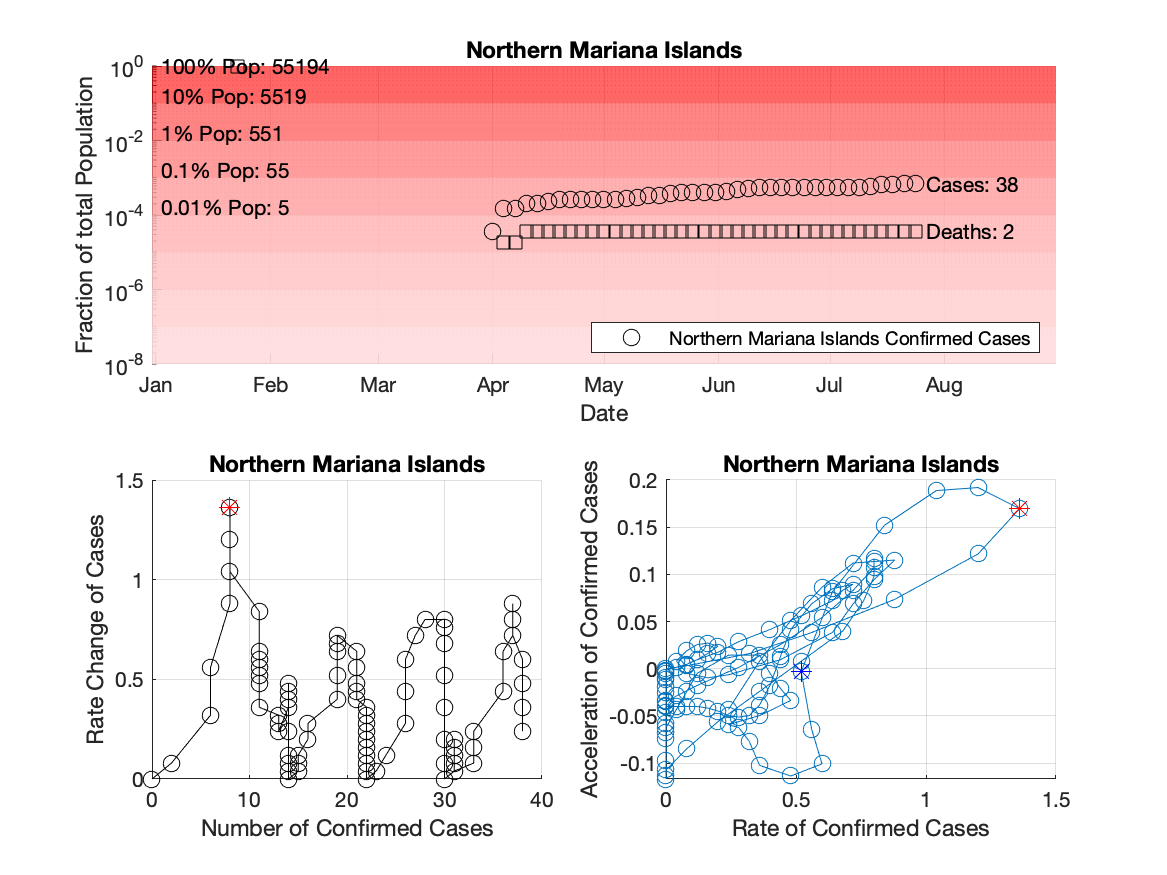 Northern Mariana Islands
10^0
10^-2
10^-4
10^-6
10^-8
Fraction of total Population
100% Pop: 55194
10% Pop: 5519
1% Pop: 551
0.1% Pop: 55
0.01% Pop: 5
Cases: 38
Deaths: 2
Northern Mariana Islands Confirmed Cases
Jan Feb Mar Apr May Jun Jul Aug
Date
Northern Mariana Islands
1.5
1
0.5
0
Rate Change of Cases
0 10 20 30 40
Number of Confirmed Cases
Northern Mariana Islands
0.2
0.15
0.1
0.05
0
-0.05
-0.1
Acceleration of Confirmed Cases
0 0.5 1 1.5
Rate of Confirmed Cases